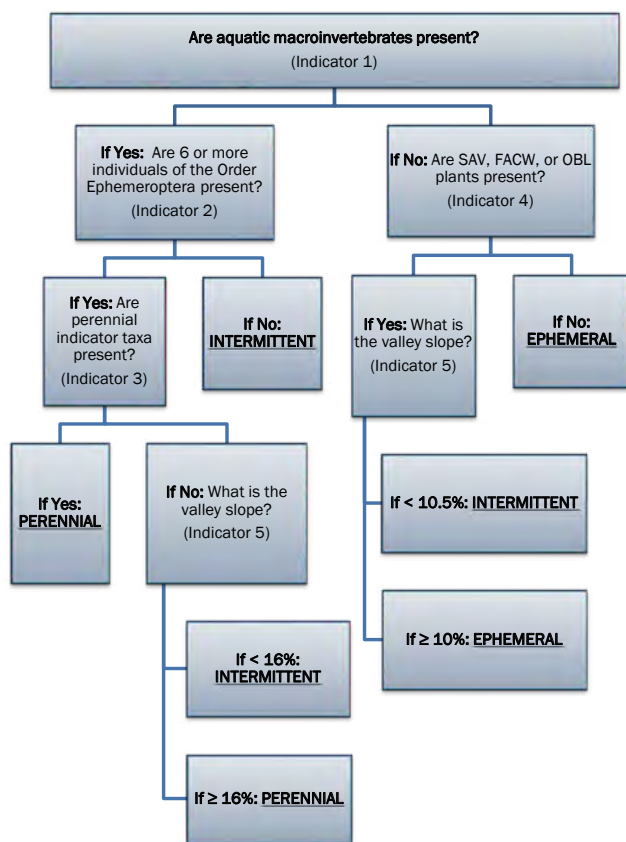 Are aquatic macroinvertebrates present?
(Indicator 1)
If Yes: Are 6 or more
individuals of the Order
Ephemeroptera present?
(Indicator 2)
If No: Are SAV, FACW, or OBL
plants present?
(Indicator 4)
If Yes: Are
perennial
indicator taxa
present?
(Indicator 3)
If No:
INTERMITTENT
If Yes: What is
the valley slope?
(Indicator 5)
If No:
EPHEMERAL
If Yes:
PERENNIAL
If No: What is the
valley slope?
(Indicator 5)
If < 10.5%: INTERMITTENT
If ≥ 10%: EPHEMERAL
If < 16%:
INTERMITTENT
If ≥ 16%: PERENNIAL